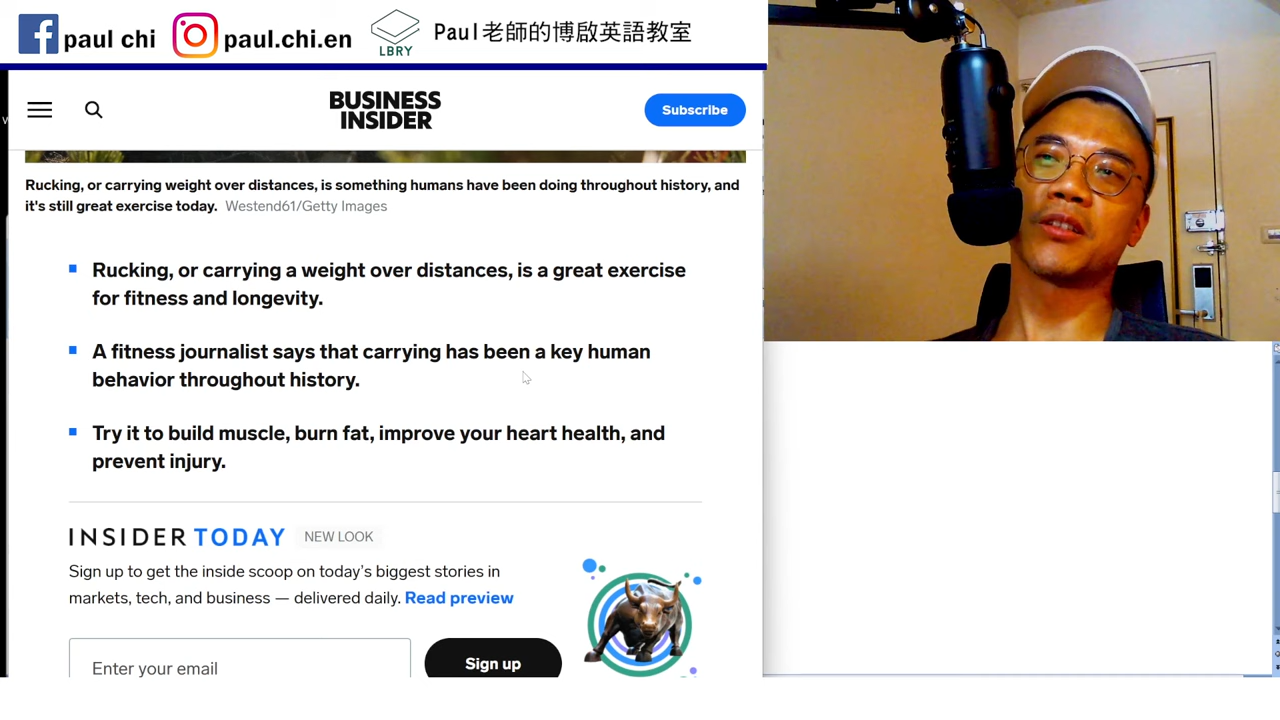 paul chi
paul.chi.en
LBRY
Paul老師的博啟英語教室
BUSINESS
INSIDER
Subscribe
Rucking, or carrying weight over distances, is something humans have been doing throughout history, and
it's still great exercise today. Westend61/Getty Images
Rucking, or carrying a weight over distances, is a great exercise
for fitness and longevity.
A fitness journalist says that carrying has been a key human
behavior throughout history.
Try it to build muscle, burn fat, improve your heart health, and
prevent injury.
INSIDER TODAY NEW LOOK
Sign up to get the inside scoop on today's biggest stories in
markets, tech, and business — delivered daily. Read preview
Enter your email
Sign up